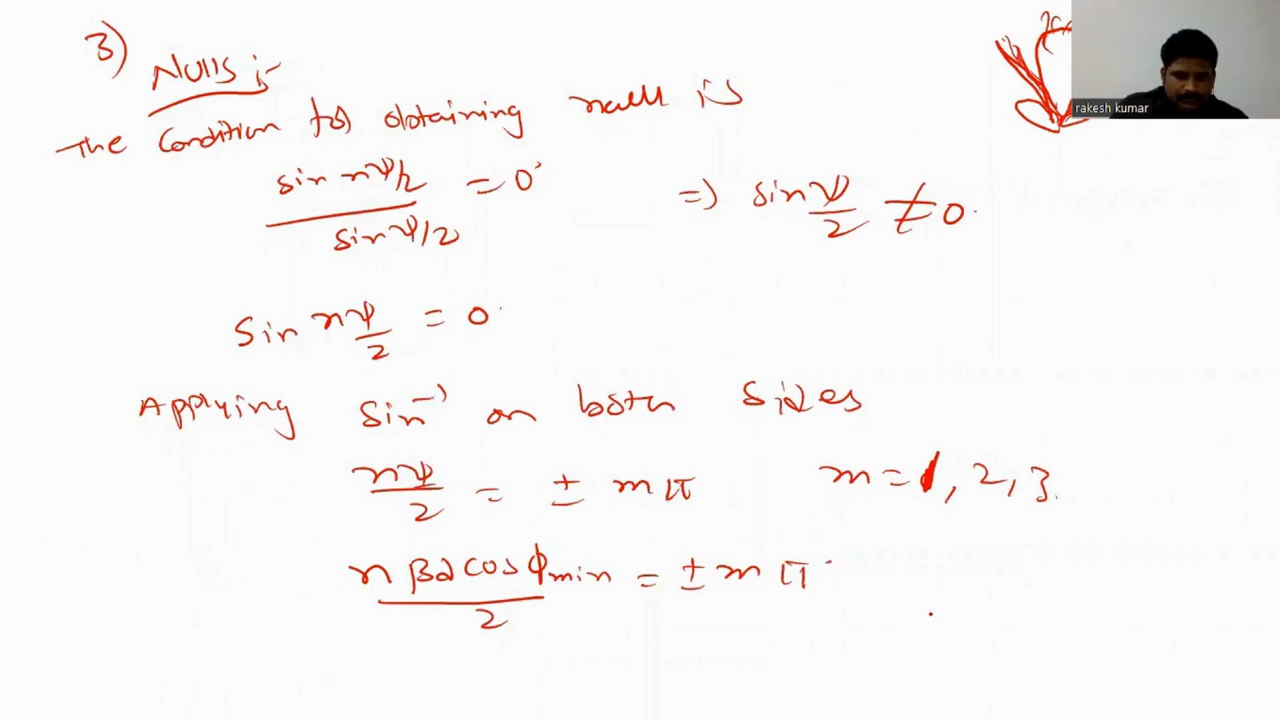 3) Nulls :-
The condition for obtaining null is
sin nψ/2 / sin ψ/2 = 0 => sin ψ/2 ≠ 0
Sin nψ/2 = 0
Applying Sin⁻¹ on both sides
nψ/2 = ± mπ m = 1, 2, 3
n βd cos ϕmin / 2 = ± m π
rakesh kumar